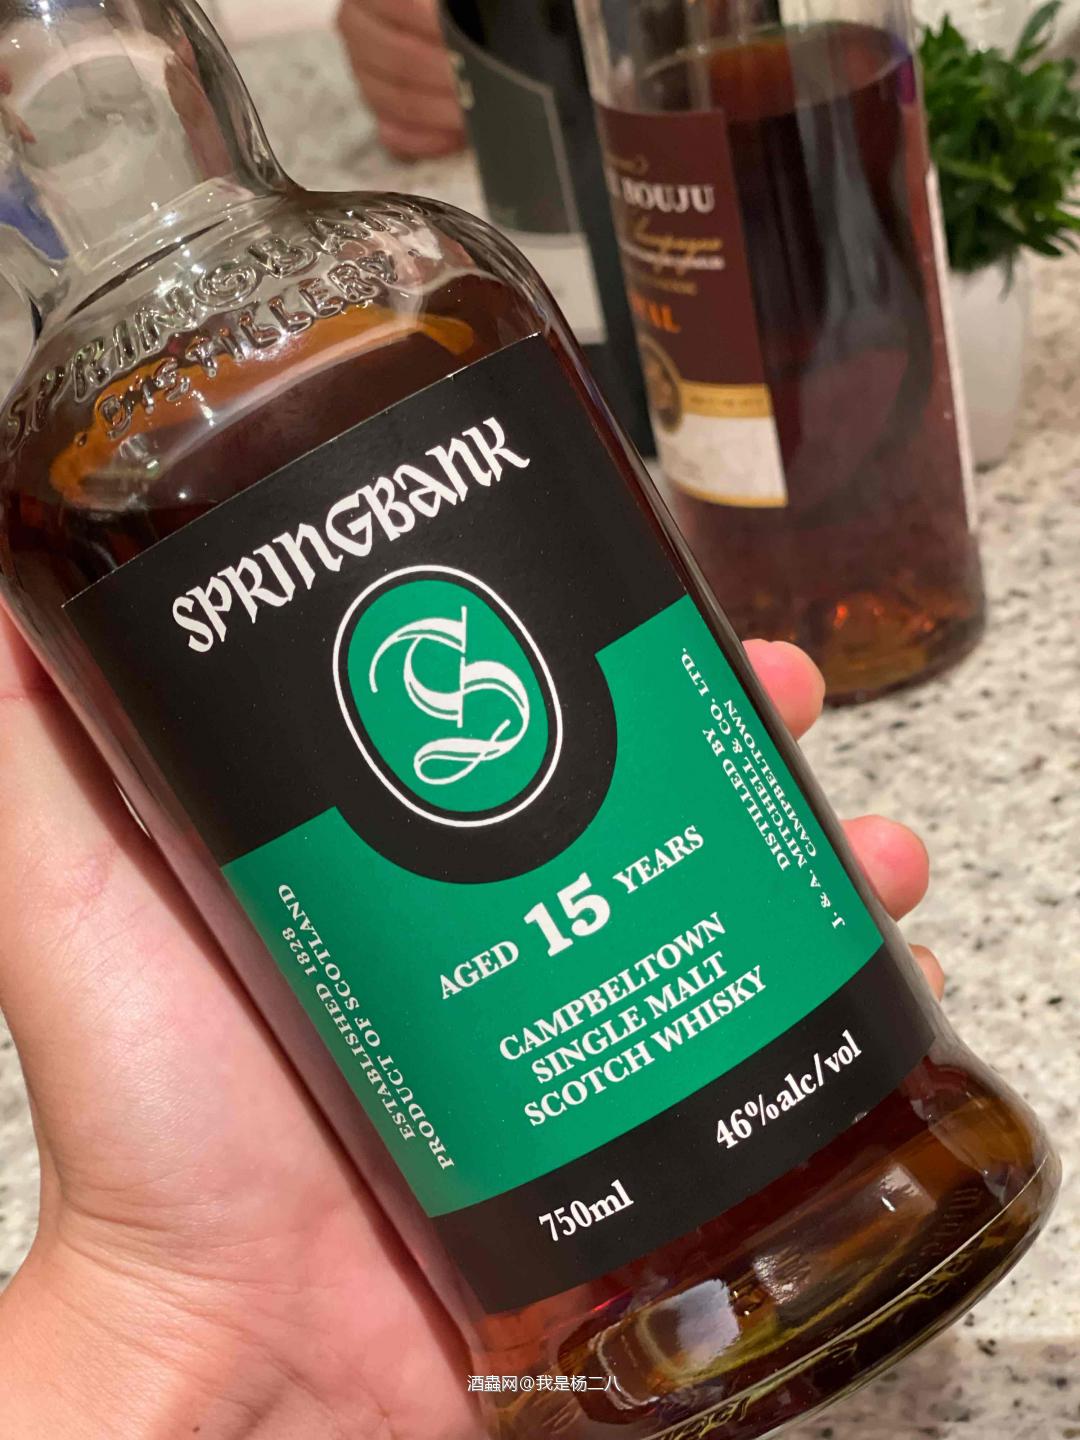 SPRINGBANK
DISTILLERY
SPRINGBANK
S
AGED 15 YEARS
CAMPBELTOWN
SINGLE MALT
SCOTCH WHISKY
ESTABLISHED 1828
PRODUCT OF SCOTLAND
DISTILLED BY
J. & A. MITCHELL & CO. LTD.
CAMPBELTOWN
750ml
46%alc/vol
BOUJU
酒蟲网@我是杨二八